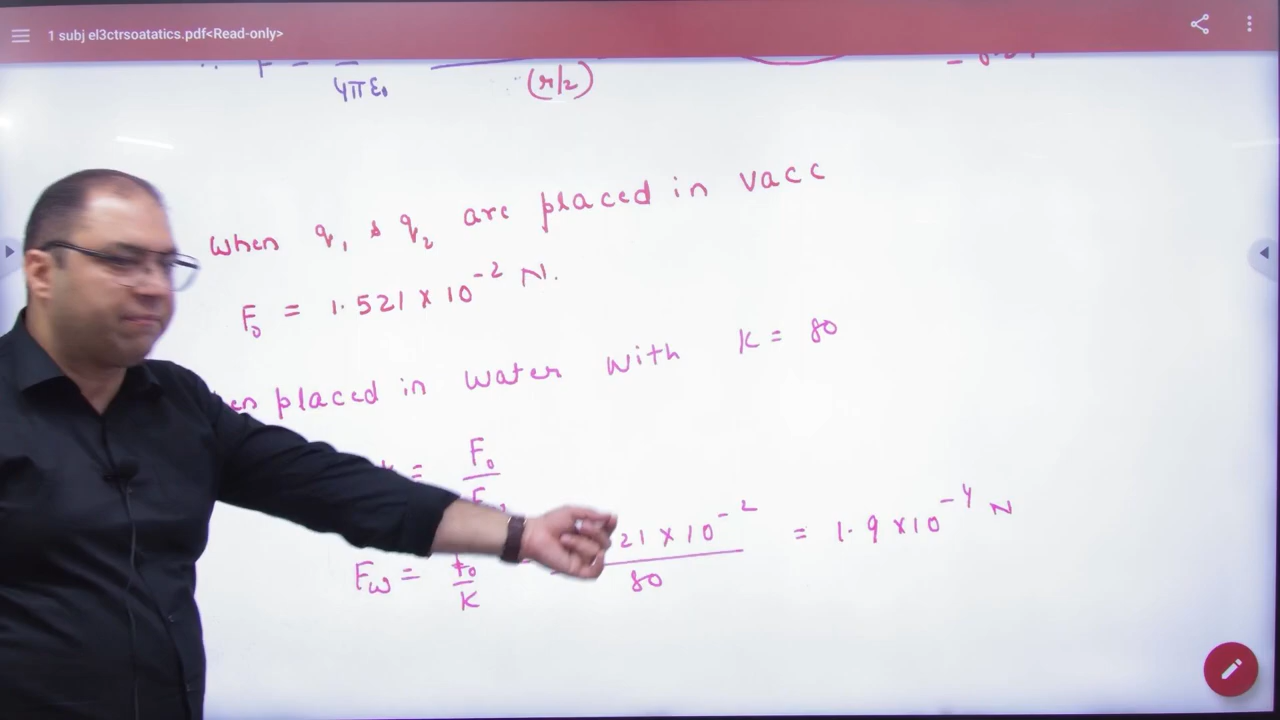 1 subj el3ctrsoatatics.pdf<Read-only>
4πε₀ (r/2)
When q₁ & q₂ are placed in vacc
F₀ = 1.521 × 10⁻² N.
placed in water with K = 80
= F₀
21 × 10⁻² = 1.9 × 10⁻⁴ N
F_w = F₀/K 80